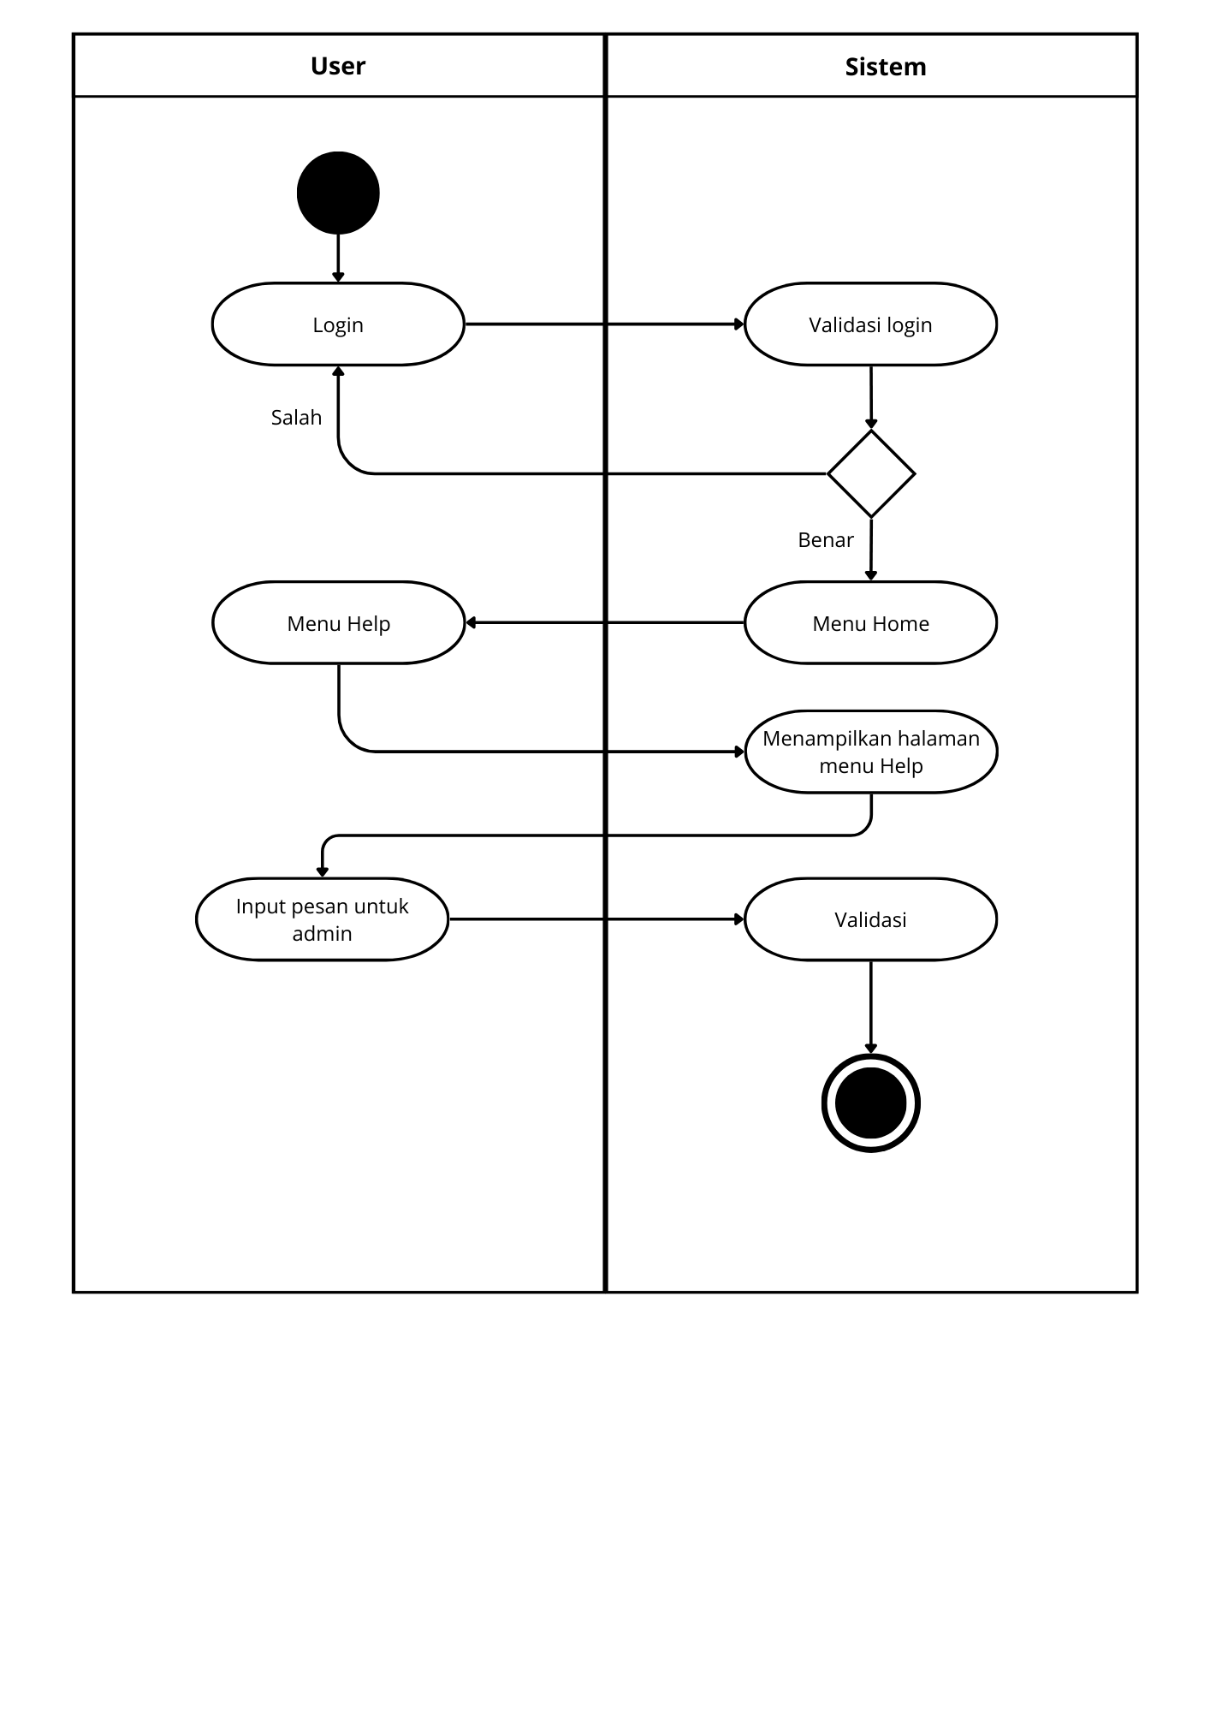 User
Sistem
Login
Validasi login
Salah
Benar
Menu Help
Menu Home
Menampilkan halaman
menu Help
Input pesan untuk
admin
Validasi